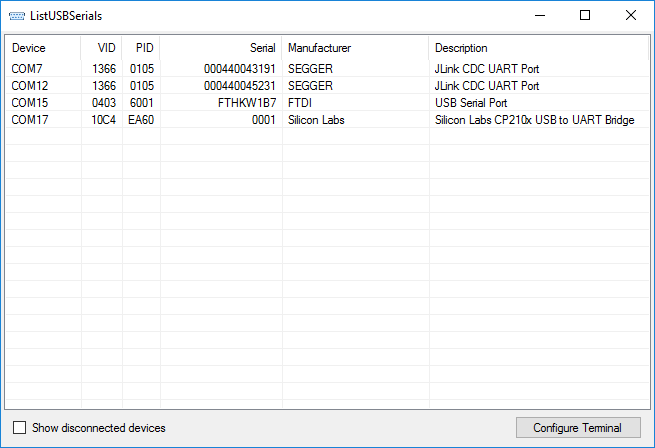 ListUSBSerials
Device VID PID Serial Manufacturer Description
COM7 1366 0105 000440043191 SEGGER JLink CDC UART Port
COM12 1366 0105 000440045231 SEGGER JLink CDC UART Port
COM15 0403 6001 FTHKW1B7 FTDI USB Serial Port
COM17 10C4 EA60 0001 Silicon Labs Silicon Labs CP210x USB to UART Bridge
Show disconnected devices Configure Terminal